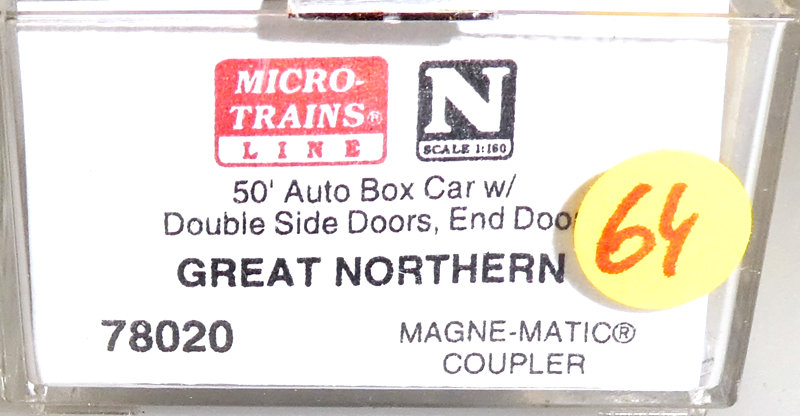 MICRO-
TRAINS®
LINE
N
SCALE 1:160
50' Auto Box Car w/
Double Side Doors, End Doo
GREAT NORTHERN
64
78020
MAGNE-MATIC®
COUPLER